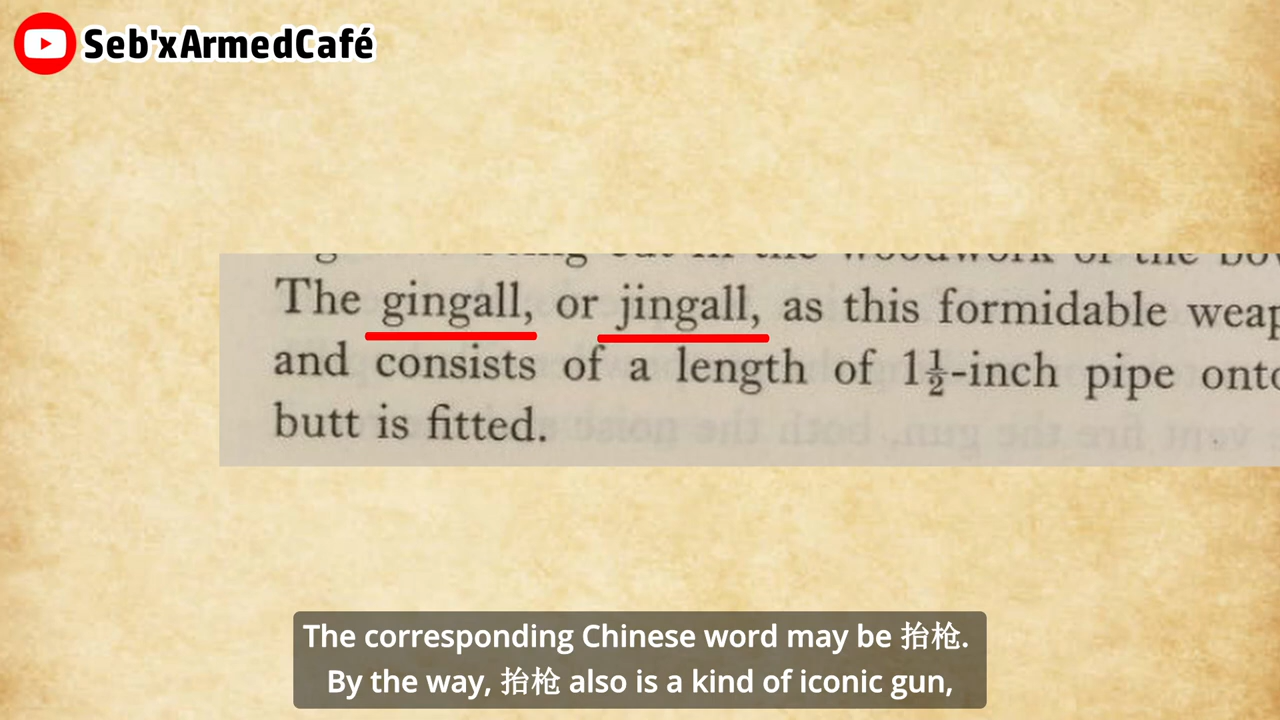 Seb'xArmedCafé
The gingall, or jingall, as this formidable
and consists of a length of 1½-inch pipe
butt is fitted.
The corresponding Chinese word may be 抬枪.
By the way, 抬枪 also is a kind of iconic gun,